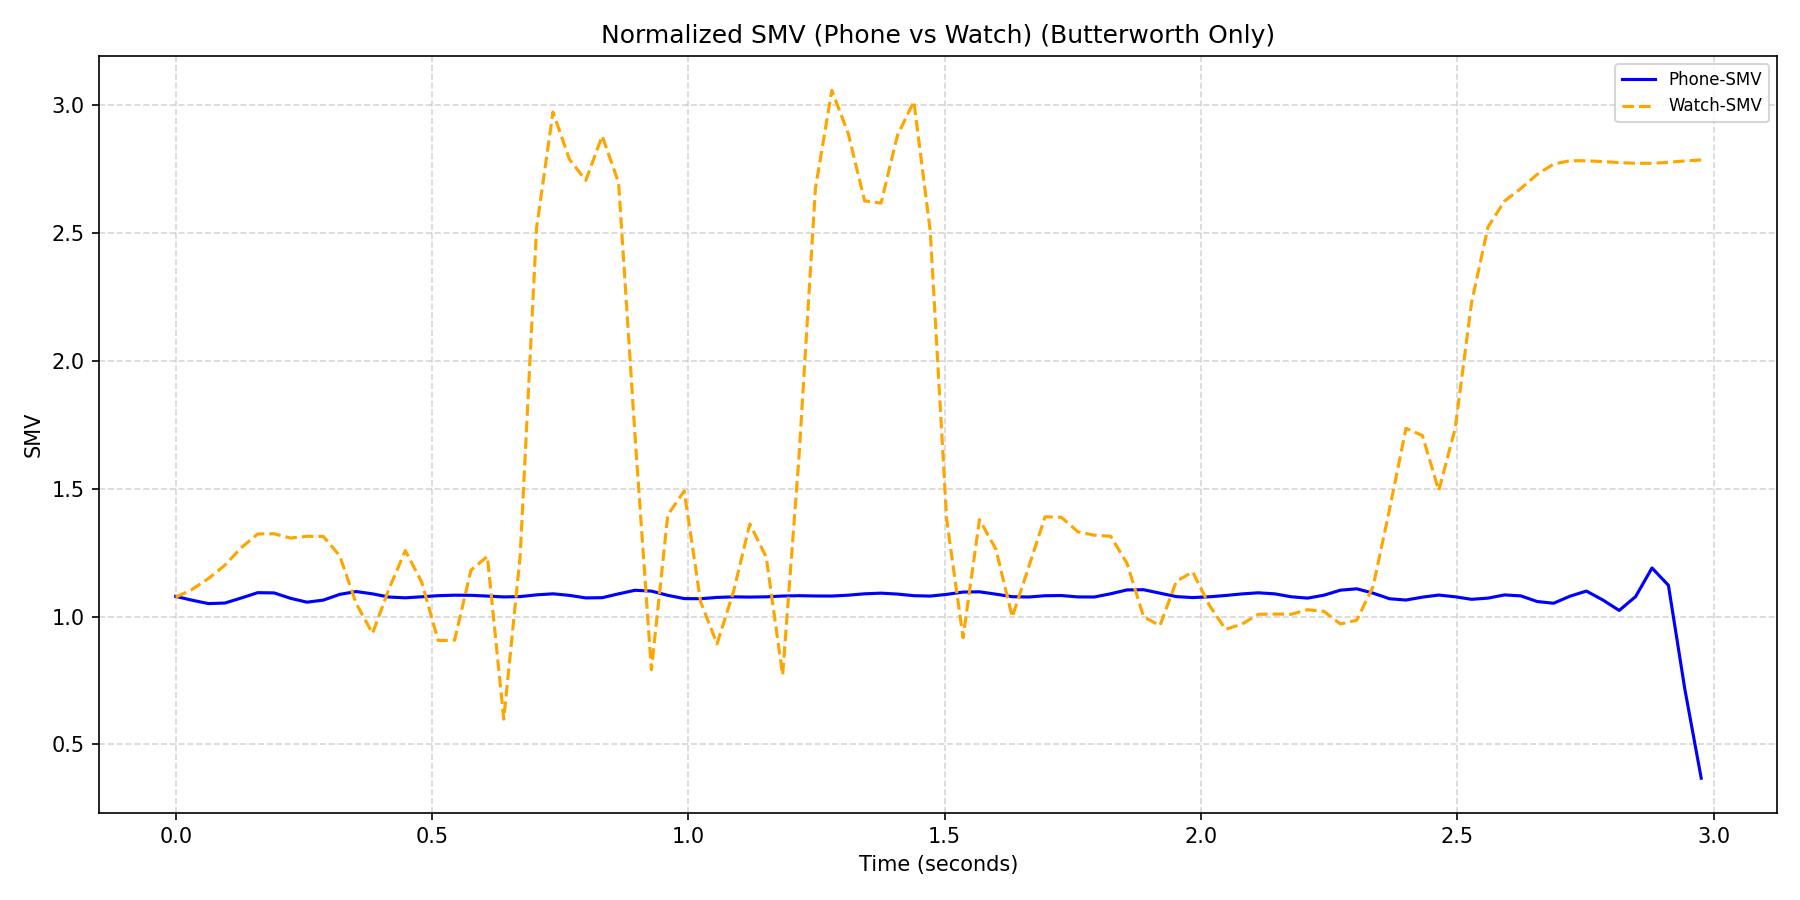 Normalized SMV (Phone vs Watch) (Butterworth Only)
Phone-SMV
Watch-SMV
SMV
3.0
2.5
2.0
1.5
1.0
0.5
0.0 0.5 1.0 1.5 2.0 2.5 3.0
Time (seconds)